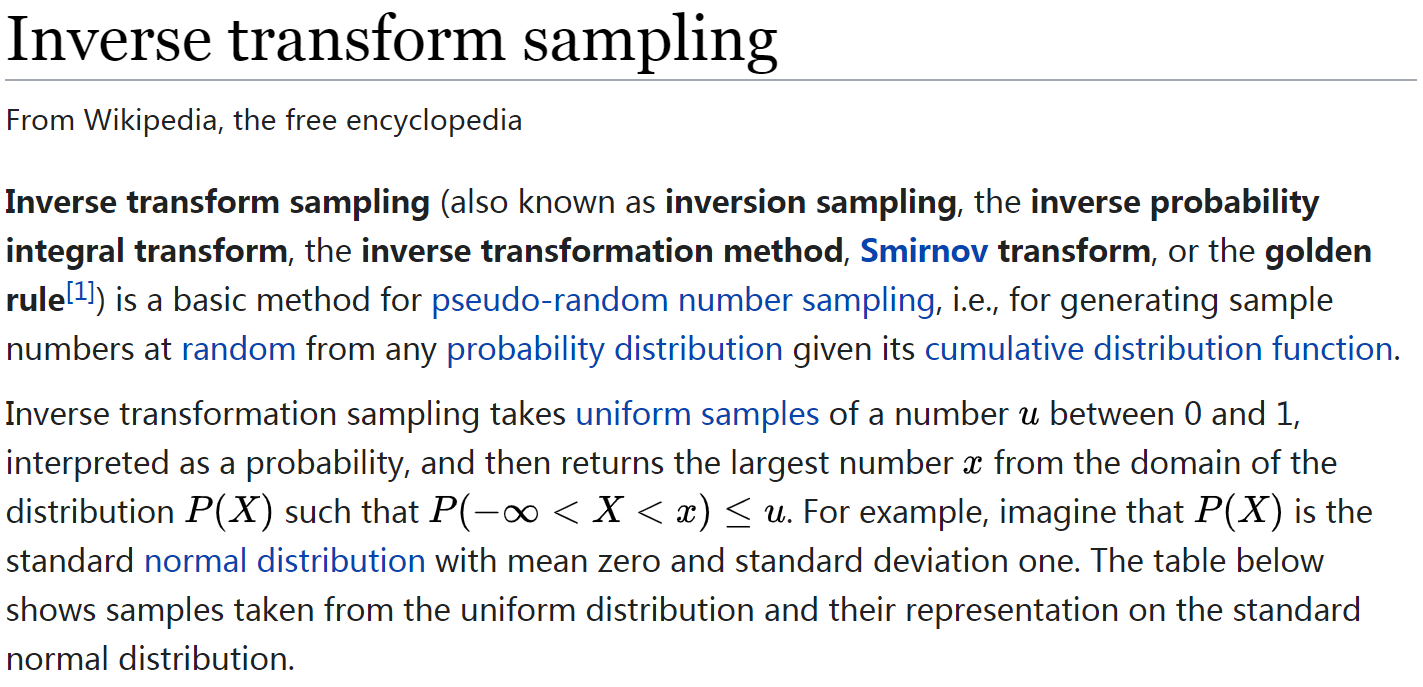 Inverse transform sampling
From Wikipedia, the free encyclopedia
Inverse transform sampling (also known as inversion sampling, the inverse probability
integral transform, the inverse transformation method, Smirnov transform, or the golden
rule[1]) is a basic method for pseudo-random number sampling, i.e., for generating sample
numbers at random from any probability distribution given its cumulative distribution function.
Inverse transformation sampling takes uniform samples of a number u between 0 and 1,
interpreted as a probability, and then returns the largest number x from the domain of the
distribution P(X) such that P(−∞ < X < x) ≤ u. For example, imagine that P(X) is the
standard normal distribution with mean zero and standard deviation one. The table below
shows samples taken from the uniform distribution and their representation on the standard
normal distribution.